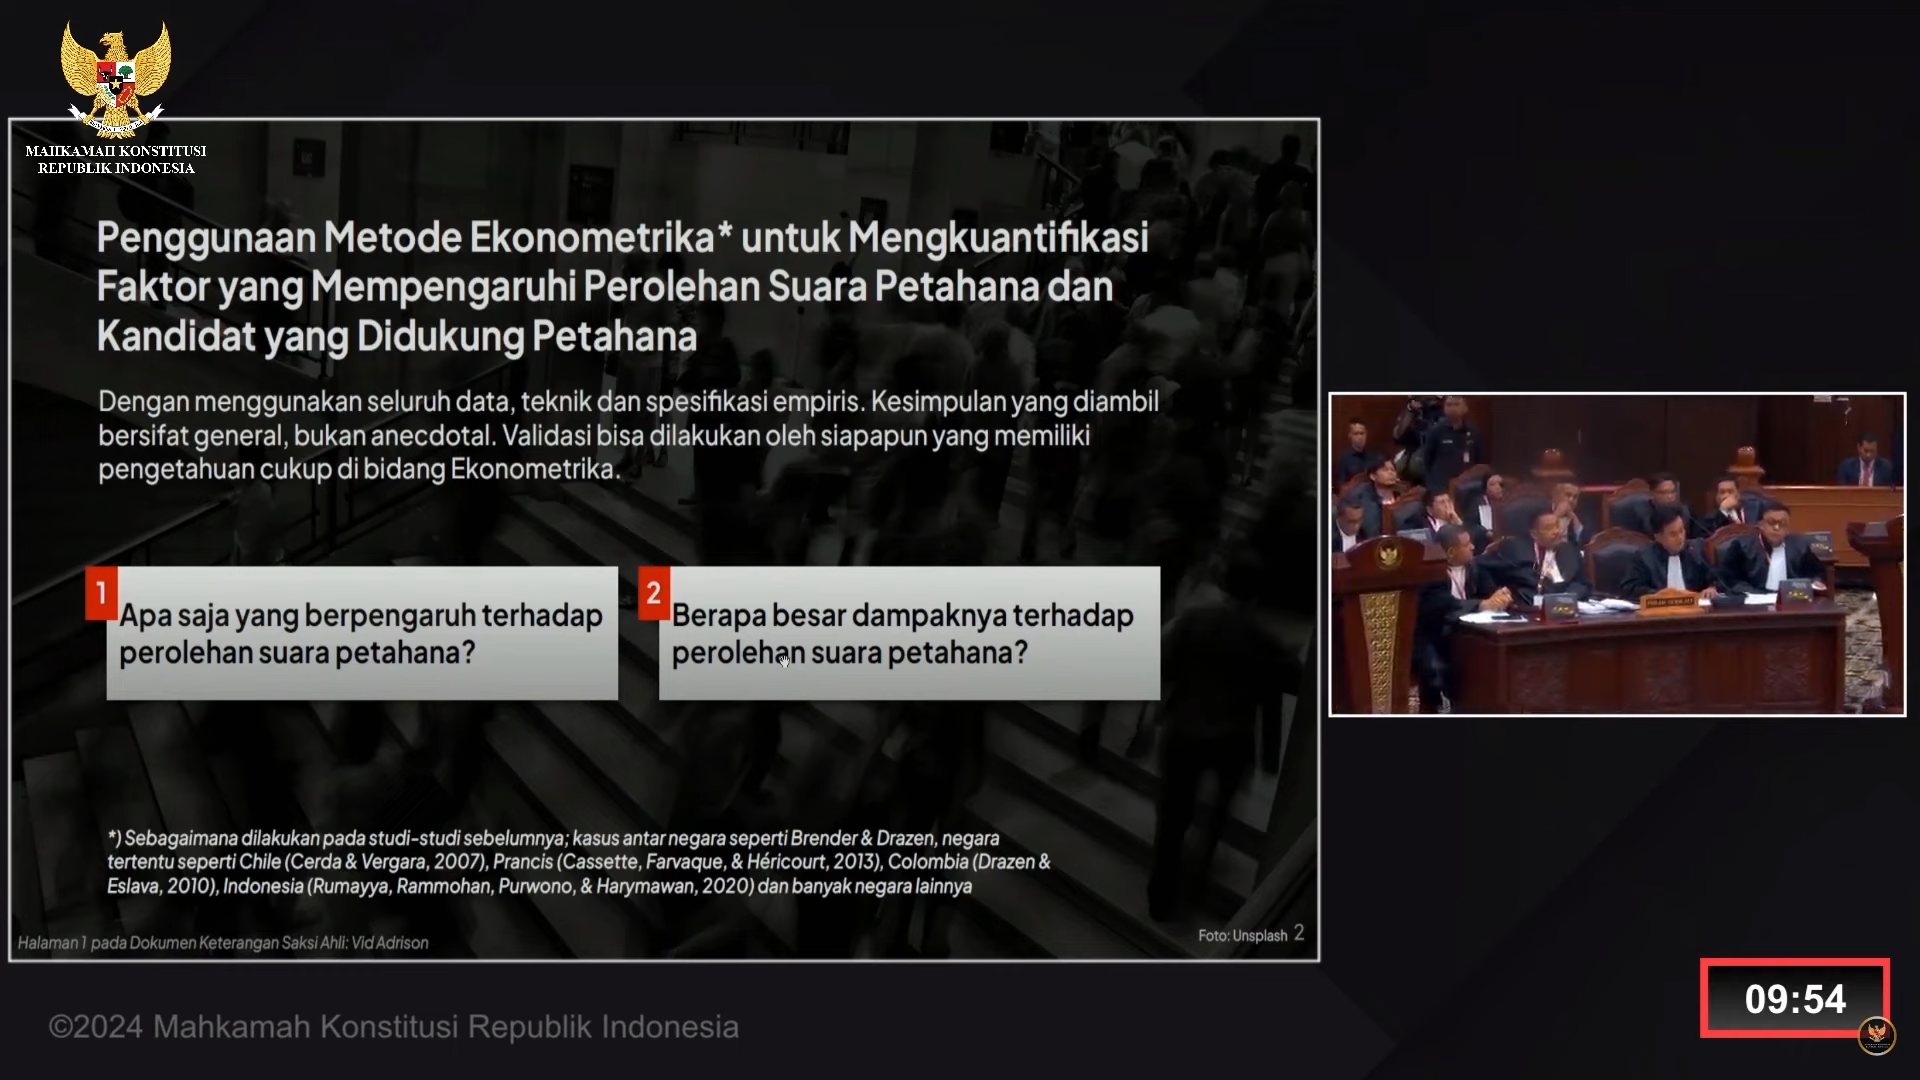 MAHKAMAH KONSTITUSI
REPUBLIK INDONESIA
Penggunaan Metode Ekonometrika* untuk Mengkuantifikasi
Faktor yang Mempengaruhi Perolehan Suara Petahana dan
Kandidat yang Didukung Petahana
Dengan menggunakan seluruh data, teknik dan spesifikasi empiris. Kesimpulan yang diambil
bersifat general, bukan anecdotal. Validasi bisa dilakukan oleh siapapun yang memiliki
pengetahuan cukup di bidang Ekonometrika.
1
Apa saja yang berpengaruh terhadap
perolehan suara petahana?
2
Berapa besar dampaknya terhadap
perolehan suara petahana?
*) Sebagaimana dilakukan pada studi-studi sebelumnya; kasus antar negara seperti Brender & Drazen, negara
tertentu seperti Chile (Cerda & Vergara, 2007), Prancis (Cassette, Farvaque, & Héricourt, 2013), Colombia (Drazen &
Eslava, 2010), Indonesia (Rumayya, Rammohan, Purwono, & Harymawan, 2020) dan banyak negara lainnya
Halaman 1 pada Dokumen Keterangan Saksi Ahli: Vid Adrison
Foto: Unsplash 2
©2024 Mahkamah Konstitusi Republik Indonesia
09:54